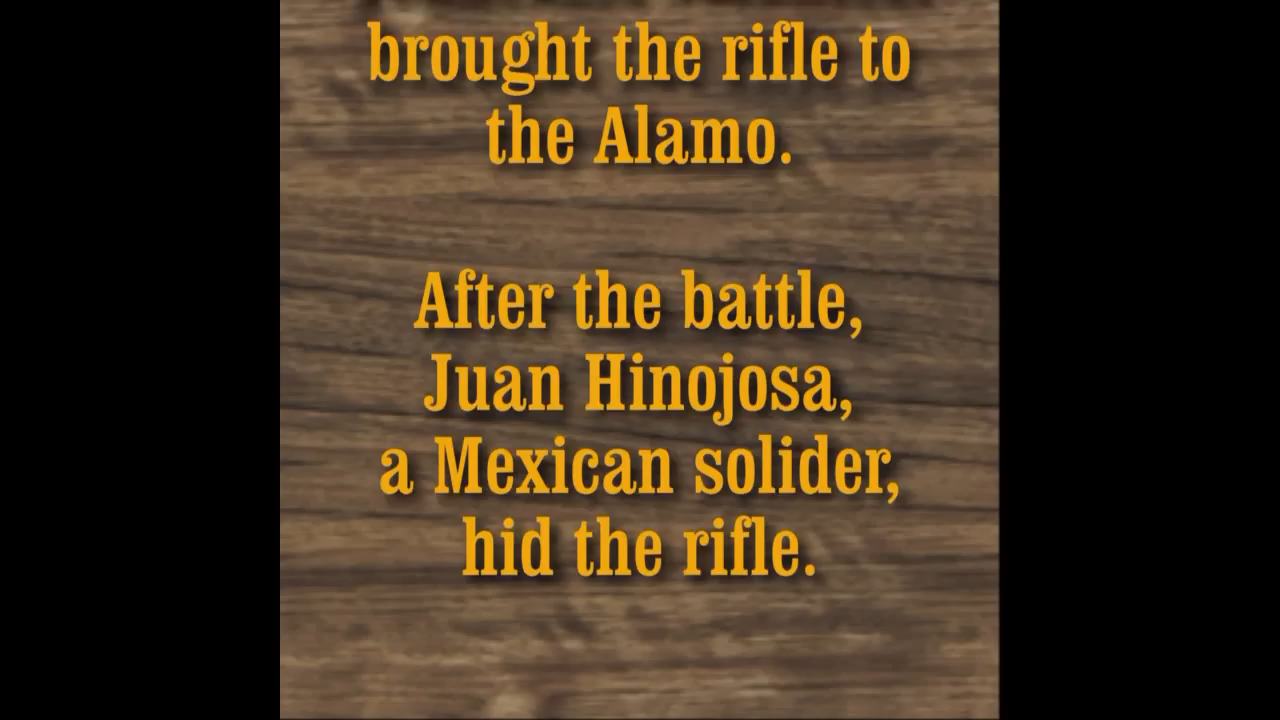 brought the rifle to
the Alamo.
After the battle,
Juan Hinojosa,
a Mexican solider,
hid the rifle.